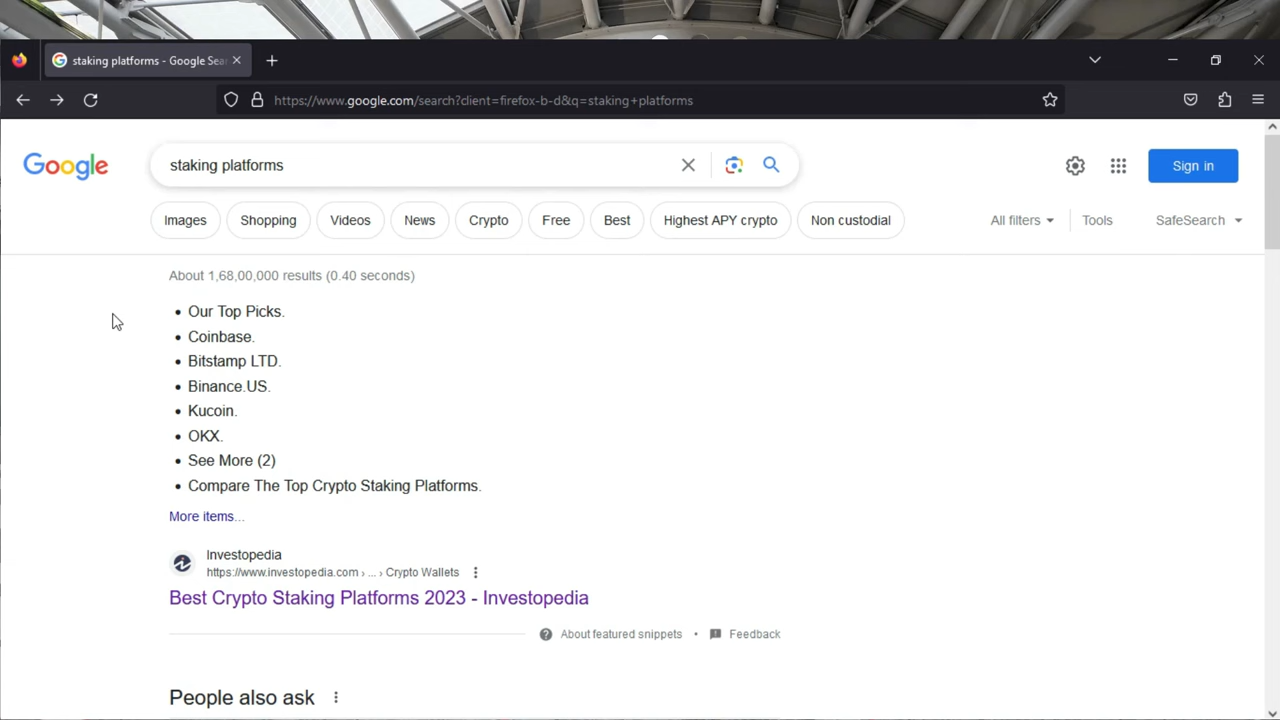 staking platforms - Google Sear
https://www.google.com/search?client=firefox-b-d&q=staking+platforms
Google
staking platforms
Sign in
Images
Shopping
Videos
News
Crypto
Free
Best
Highest APY crypto
Non custodial
All filters
Tools
SafeSearch
About 1,68,00,000 results (0.40 seconds)
• Our Top Picks.
• Coinbase.
• Bitstamp LTD.
• Binance.US.
• Kucoin.
• OKX.
• See More (2)
• Compare The Top Crypto Staking Platforms.
More items...
Investopedia
https://www.investopedia.com › ... › Crypto Wallets
Best Crypto Staking Platforms 2023 - Investopedia
About featured snippets • Feedback
People also ask